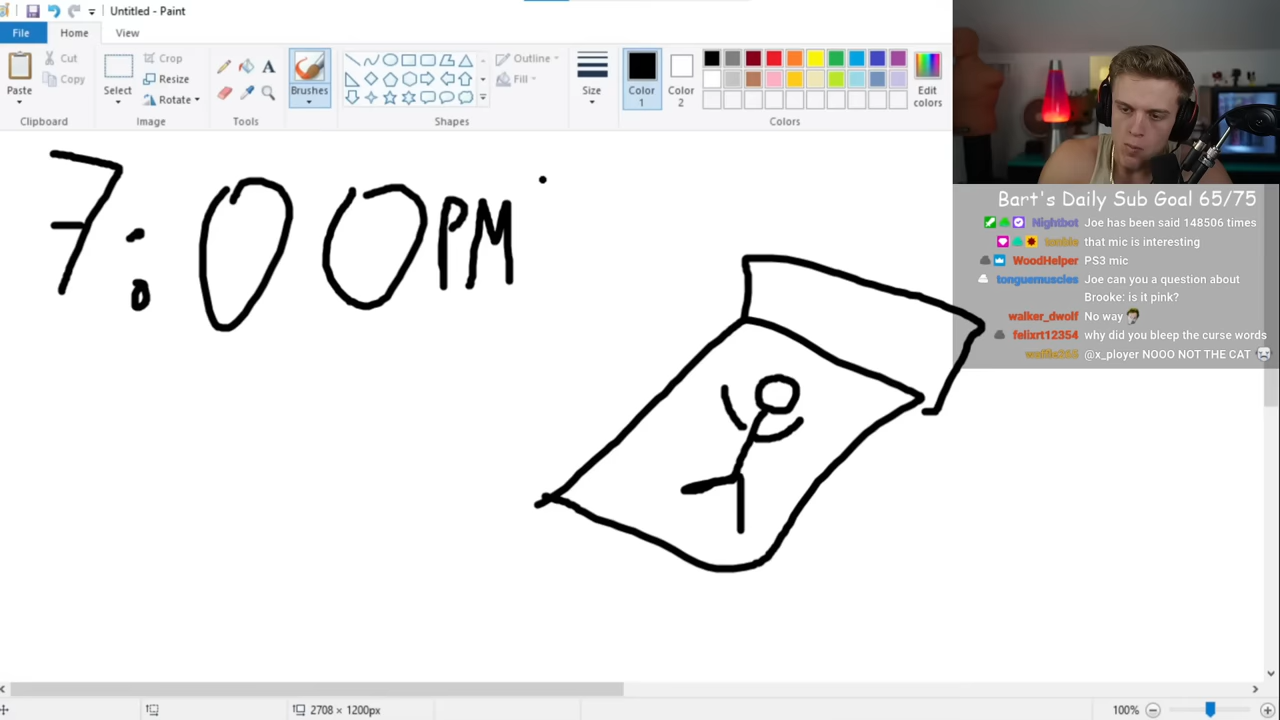 Untitled - Paint
File
Home
View
Paste
Cut
Copy
Clipboard
Select
Crop
Resize
Rotate
Image
Tools
Brushes
Outline
Fill
Shapes
Size
Color 1
Color 2
Edit colors
Colors
7:00PM
Bart's Daily Sub Goal 65/75
Nightbot Joe has been said 148506 times
that mic is interesting
WoodHelper PS3 mic
tonguemuscles Joe can you a question about
Brooke: is it pink?
walker_dwolf No way
felixrt12354 why did you bleep the curse words
@x_ployer NOOO NOT THE CAT
2708 × 1200px
100%